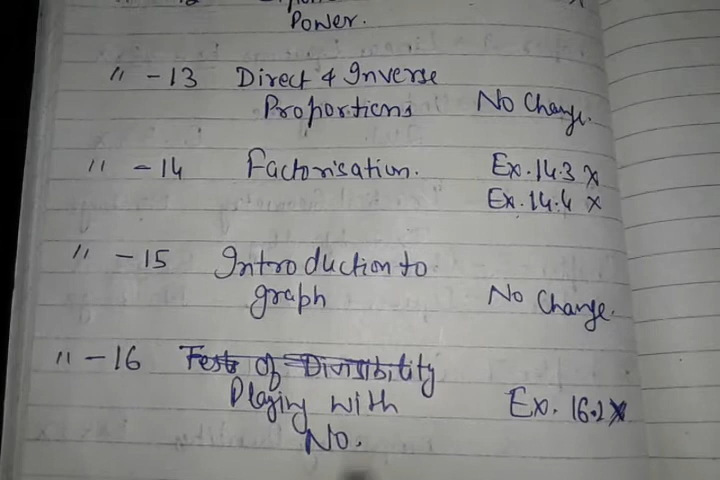 Power.
" - 13 Direct & Inverse
Proportions No Change.
" - 14 Factorisation. Ex. 14.3 x
Ex. 14.4 x
" - 15 Introduction to
graph No Change.
" - 16 Tests of Divisibility
Playing with Ex. 16.2 x
No.